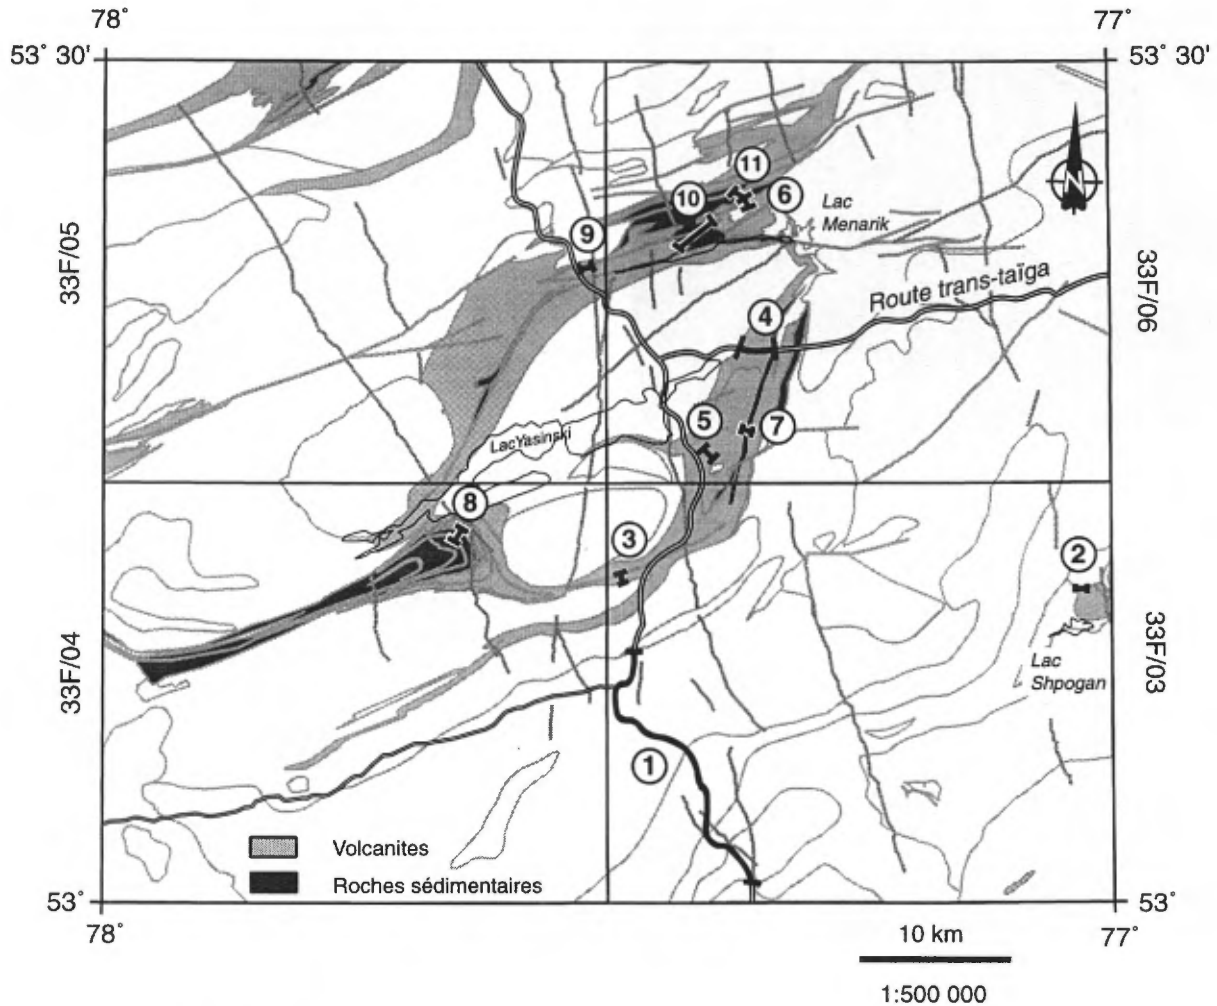 78° 77°
53° 30' 53° 30'
11
10 6
Lac
Menarik
9
33F/05
33F/06
Route trans-taïga
4
5 7
Lac Yasinski
8
3
2
33F/04
33F/03
Lac
Shpogan
1
Volcanites
Roches sédimentaires
53° 53°
78° 77°
10 km
1:500 000